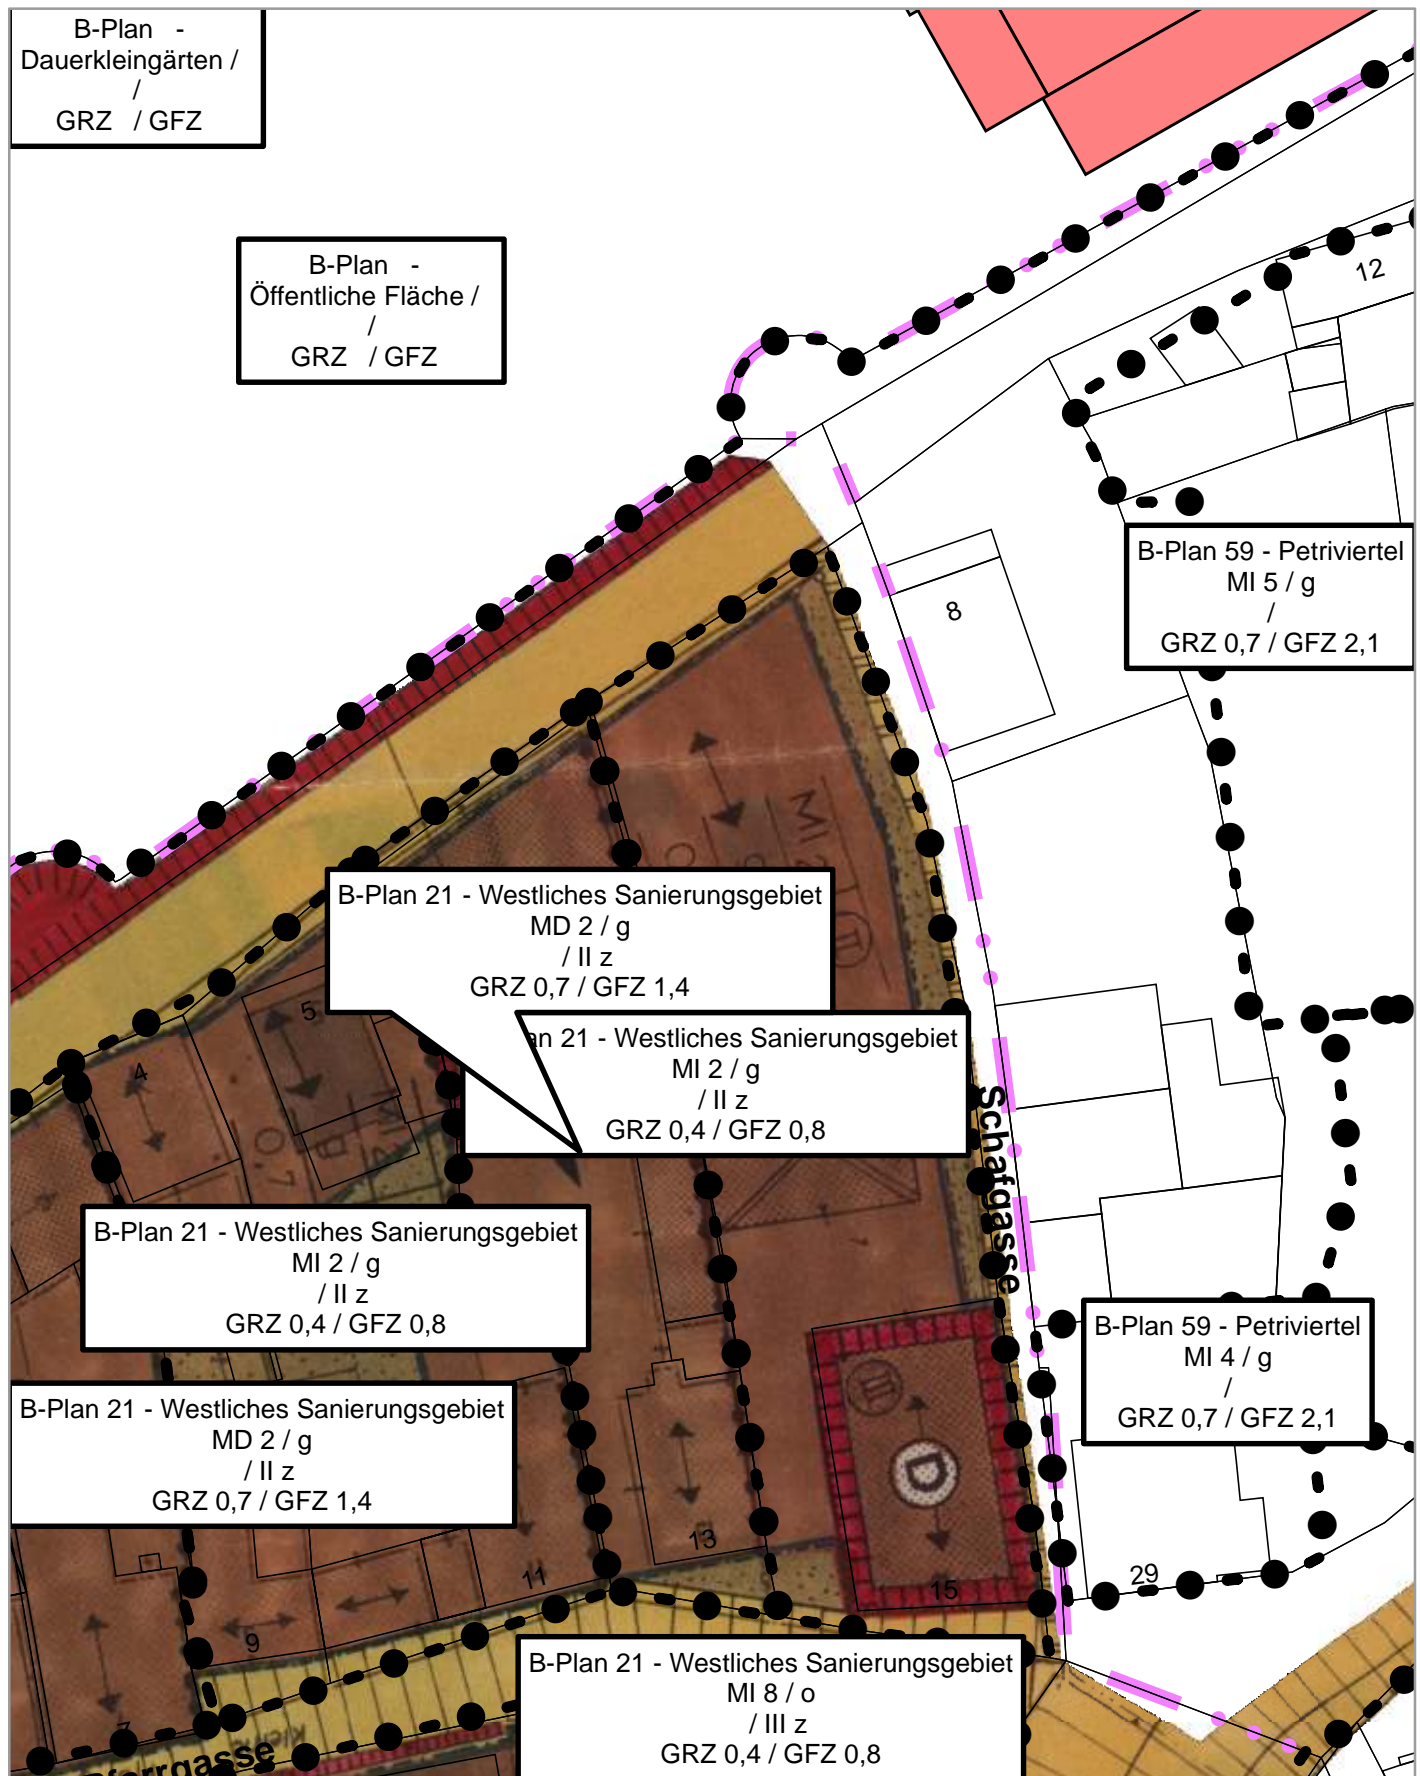 B-Plan -
Dauerkleingärten /
/
GRZ / GFZ
B-Plan -
Öffentliche Fläche /
/
GRZ / GFZ
12
B-Plan 59 - Petriviertel
MI 5 / g
/
GRZ 0,7 / GFZ 2,1
8
MI 2
B-Plan 21 - Westliches Sanierungsgebiet
MD 2 / g
/ II z
GRZ 0,7 / GFZ 1,4
5
4
an 21 - Westliches Sanierungsgebiet
MI 2 / g
/ II z
GRZ 0,4 / GFZ 0,8
Schafgasse
B-Plan 21 - Westliches Sanierungsgebiet
MI 2 / g
/ II z
GRZ 0,4 / GFZ 0,8
B-Plan 59 - Petriviertel
MI 4 / g
/
GRZ 0,7 / GFZ 2,1
B-Plan 21 - Westliches Sanierungsgebiet
MD 2 / g
/ II z
GRZ 0,7 / GFZ 1,4
III
D
13
11
15
29
9
7
B-Plan 21 - Westliches Sanierungsgebiet
MI 8 / o
/ III z
GRZ 0,4 / GFZ 0,8
Pfarrgasse